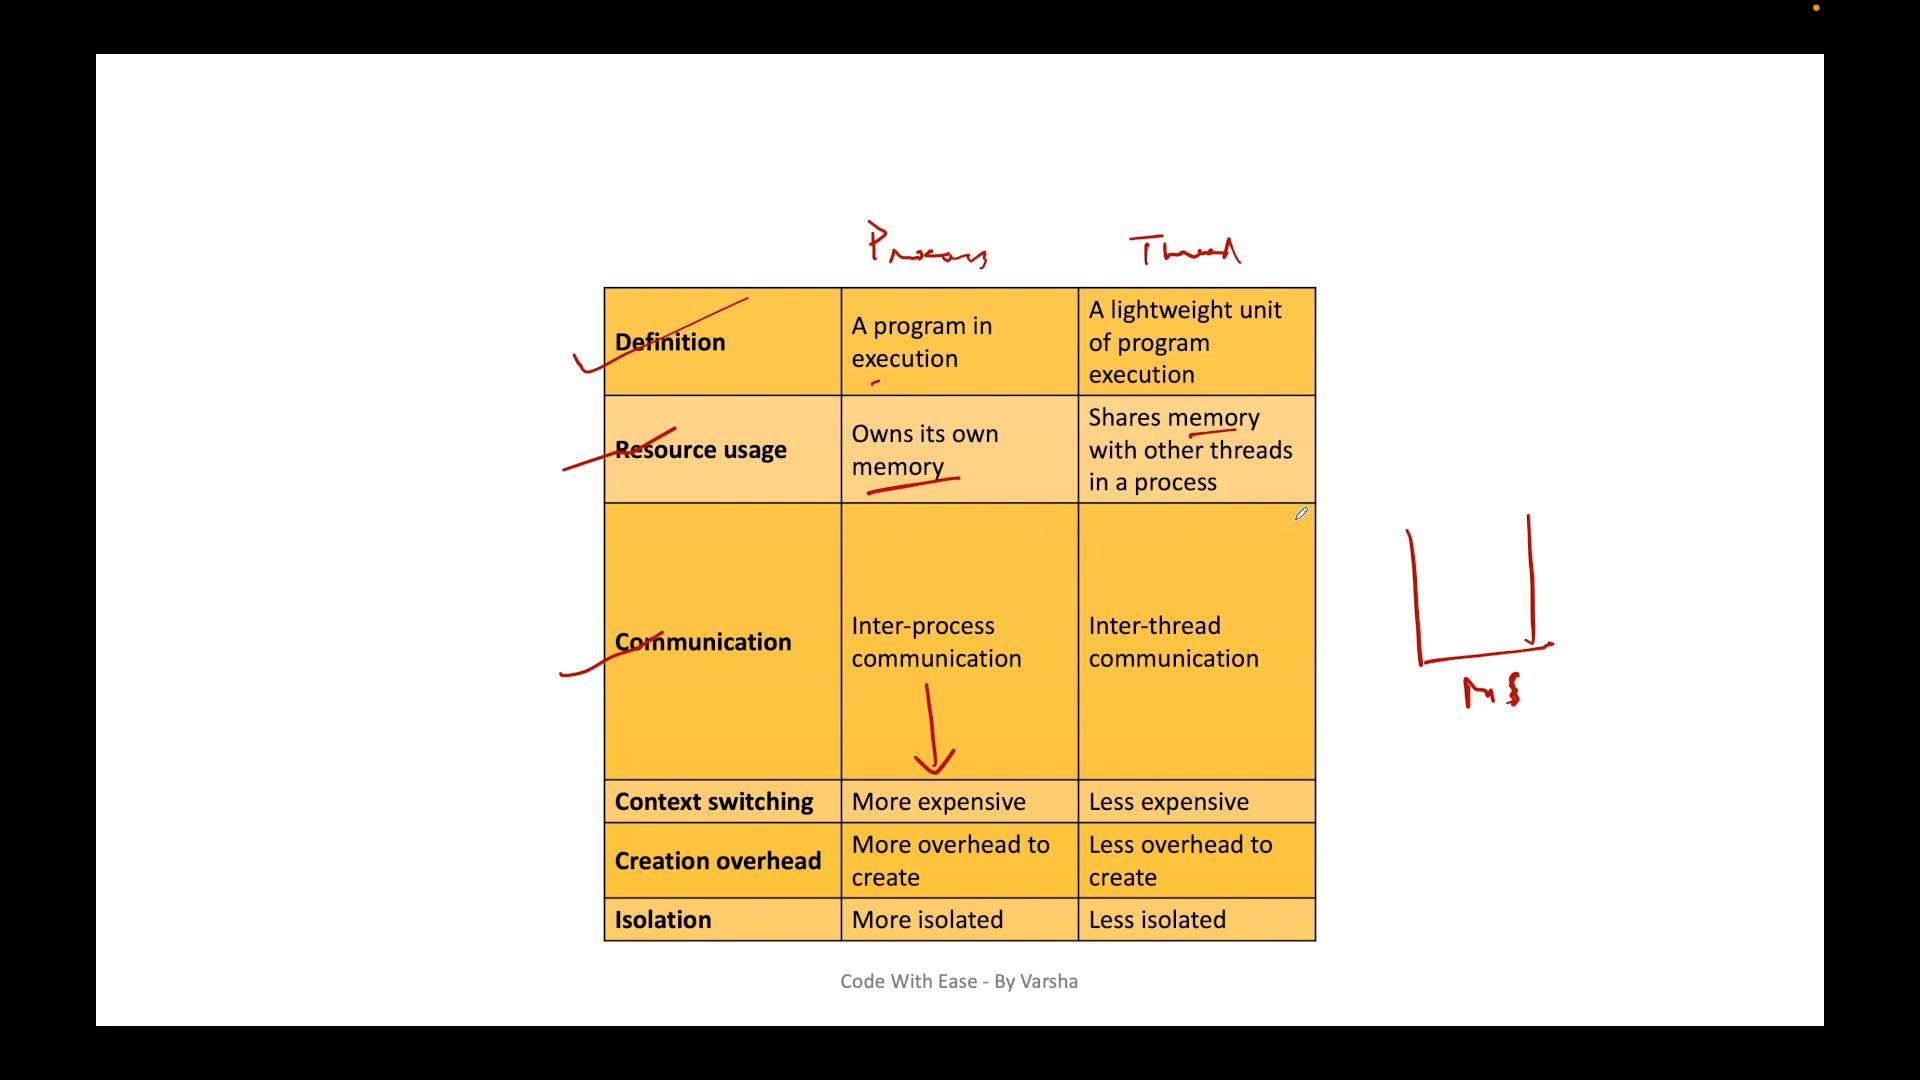 Process Thread
Definition
A program in
execution
A lightweight unit
of program
execution
Resource usage
Owns its own
memory
Shares memory
with other threads
in a process
Communication
Inter-process
communication
Inter-thread
communication
Context switching
More expensive
Less expensive
Creation overhead
More overhead to
create
Less overhead to
create
Isolation
More isolated
Less isolated
Code With Ease - By Varsha